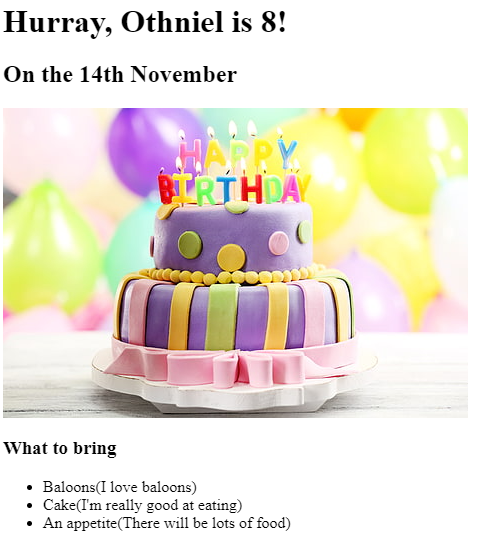 Hurray, Othniel is 8!
On the 14th November
HAPPY
BIRTHDAY
What to bring
Baloons(I love baloons)
Cake(I'm really good at eating)
An appetite(There will be lots of food)